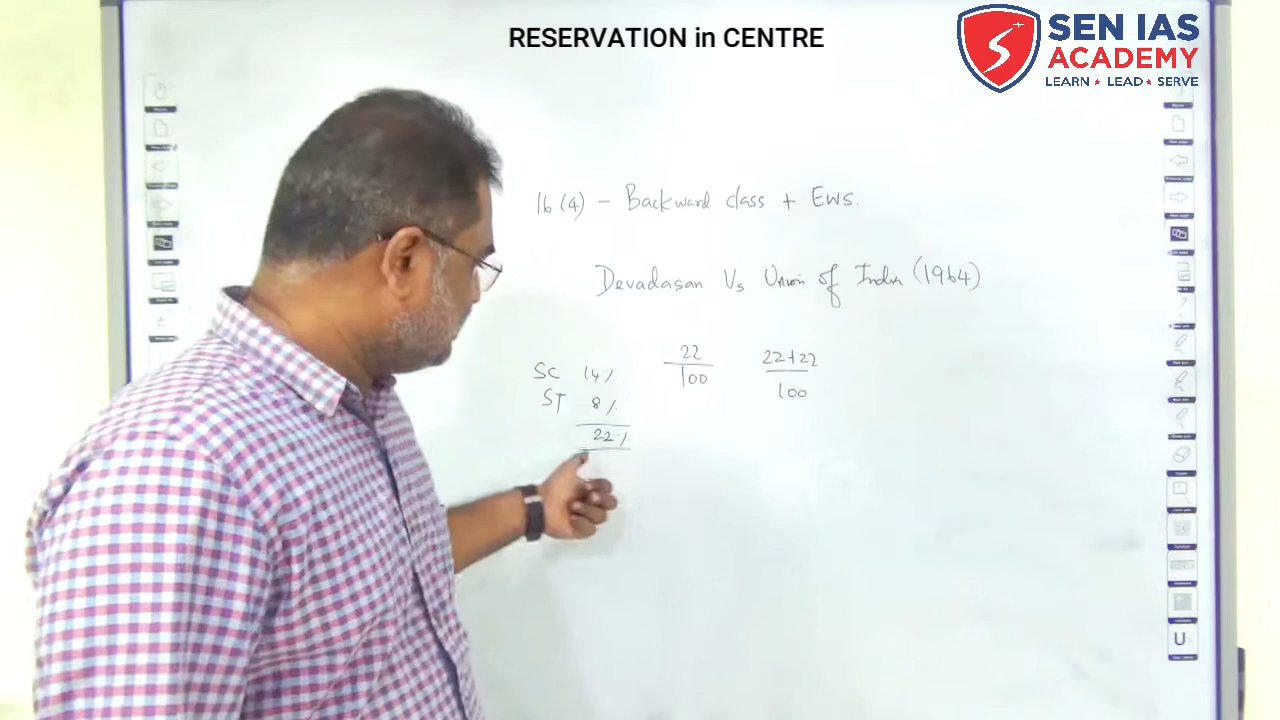 RESERVATION in CENTRE
SEN IAS
ACADEMY
LEARN ★ LEAD ★ SERVE
16 (4) - Backward class + EWS.
Devadasan Vs Union of India (1964)
SC 14%
ST 8%
22%
22
100
22+22
100
U